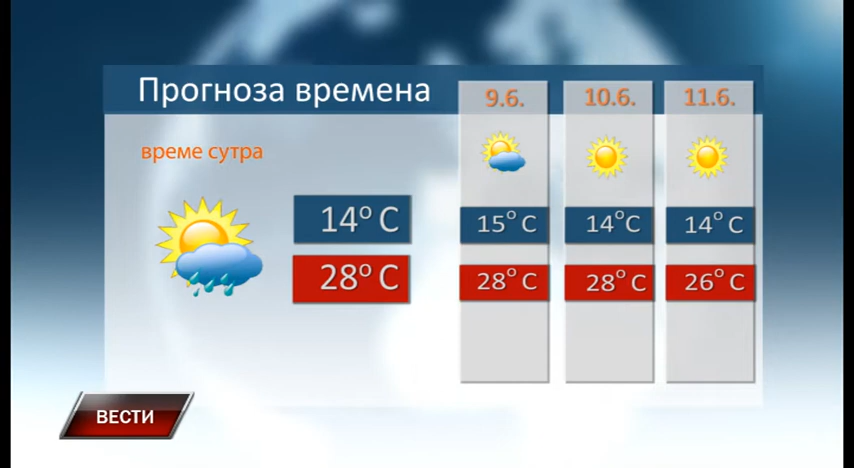 Прогноза времена
време сутра
14° C
28° C
9.6.
15° C
28° C
10.6.
14°C
28° C
11.6.
14° C
26° C
ВЕСТИ